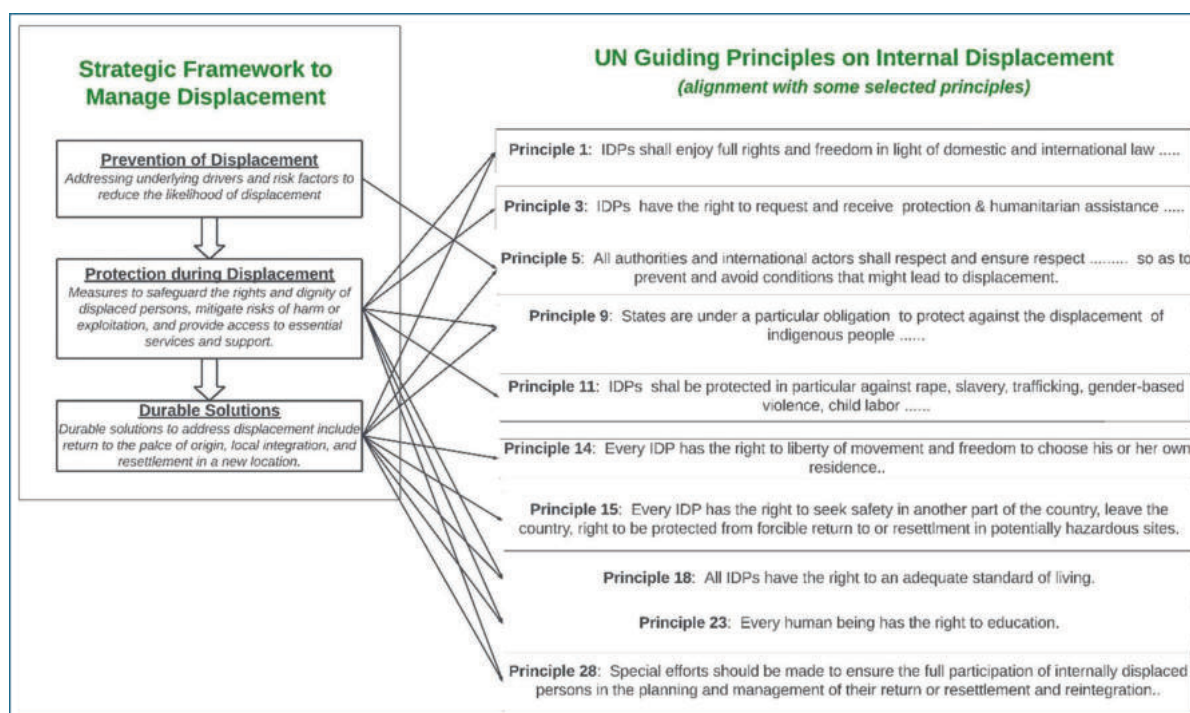 Strategic Framework to
Manage Displacement
Prevention of Displacement
Addressing underlying drivers and risk factors to
reduce the likelihood of displacement
Protection during Displacement
Measures to safeguard the rights and dignity of
displaced persons, mitigate risks of harm or
exploitation, and provide access to essential
services and support.
Durable Solutions
Durable solutions to address displacement include
return to the palce of origin, local integration, and
resettlement in a new location.
UN Guiding Principles on Internal Displacement
(alignment with some selected principles)
Principle 1: IDPs shall enjoy full rights and freedom in light of domestic and international law .....
Principle 3: IDPs have the right to request and receive protection & humanitarian assistance .....
Principle 5: All authorities and international actors shall respect and ensure respect ......... so as to
prevent and avoid conditions that might lead to displacement.
Principle 9: States are under a particular obligation to protect against the displacement of
indigenous people ......
Principle 11: IDPs shal be protected in particular against rape, slavery, trafficking, gender-based
violence, child labor ......
Principle 14: Every IDP has the right to liberty of movement and freedom to choose his or her own
residence..
Principle 15: Every IDP has the right to seek safety in another part of the country, leave the
country, right to be protected from forcible return to or resettlment in potentially hazardous sites.
Principle 18: All IDPs have the right to an adequate standard of living.
Principle 23: Every human being has the right to education.
Principle 28: Special efforts should be made to ensure the full participation of internally displaced
persons in the planning and management of their return or resettlement and reintegration..